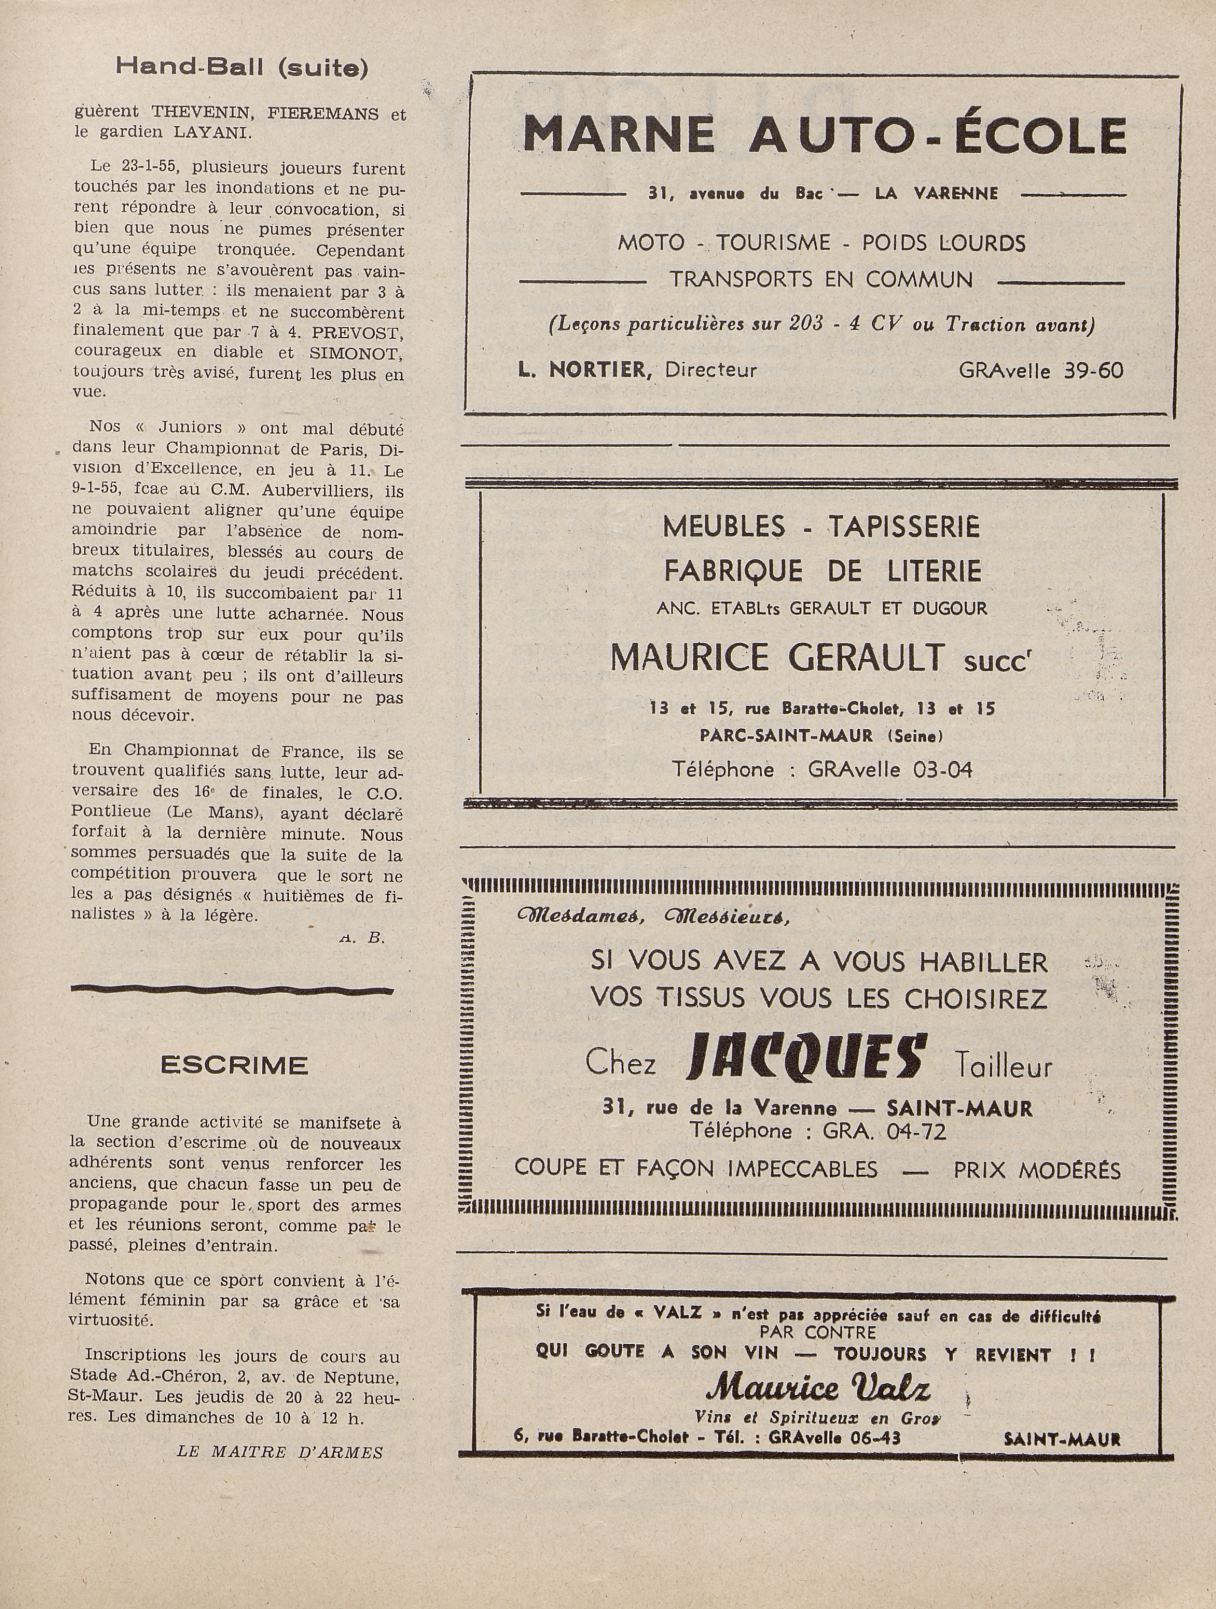 Hand-Ball (suite)
guèrent THEVENIN, FIEREMANS et
le gardien LAYANI.
Le 23-1-55, plusieurs joueurs furent
touchés par les inondations et ne pu-
rent répondre à leur convocation, si
bien que nous ne pumes présenter
qu'une équipe tronquée. Cependant
les présents ne s'avouèrent pas vain-
cus sans lutter : ils menaient par 3 à
2 à la mi-temps et ne succombèrent
finalement que par 7 à 4. PREVOST,
courageux en diable et SIMONOT,
toujours très avisé, furent les plus en
vue.
Nos « Juniors » ont mal débuté
dans leur Championnat de Paris, Di-
vision d'Excellence, en jeu à 11. Le
9-1-55, fcae au C.M. Aubervilliers, ils
ne pouvaient aligner qu'une équipe
amoindrie par l'absence de nom-
breux titulaires, blessés au cours de
matchs scolaires du jeudi précédent.
Réduits à 10, ils succombaient par 11
à 4 après une lutte acharnée. Nous
comptons trop sur eux pour qu'ils
n'aient pas à cœur de rétablir la si-
tuation avant peu ; ils ont d'ailleurs
suffisament de moyens pour ne pas
nous décevoir.
En Championnat de France, ils se
trouvent qualifiés sans lutte, leur ad-
versaire des 16e de finales, le C.O.
Pontlieue (Le Mans), ayant déclaré
forfait à la dernière minute. Nous
sommes persuadés que la suite de la
compétition prouvera que le sort ne
les a pas désignés « huitièmes de fi-
nalistes » à la légère.
A. B.
ESCRIME
Une grande activité se manifsete à
la section d'escrime où de nouveaux
adhérents sont venus renforcer les
anciens, que chacun fasse un peu de
propagande pour le sport des armes
et les réunions seront, comme par le
passé, pleines d'entrain.
Notons que ce sport convient à l'é-
lément féminin par sa grâce et sa
virtuosité.
Inscriptions les jours de cours au
Stade Ad.-Chéron, 2, av. de Neptune,
St-Maur. Les jeudis de 20 à 22 heu-
res. Les dimanches de 10 à 12 h.
LE MAITRE D'ARMES
MARNE AUTO-ÉCOLE
31, avenue du Bac — LA VARENNE
MOTO - TOURISME - POIDS LOURDS
TRANSPORTS EN COMMUN
(Leçons particulières sur 203 - 4 CV ou Traction avant)
L. NORTIER, Directeur GRAvelle 39-60
MEUBLES - TAPISSERIE
FABRIQUE DE LITERIE
ANC. ETABLts GERAULT ET DUGOUR
MAURICE GERAULT succr
13 et 15, rue Baratte-Cholet, 13 et 15
PARC-SAINT-MAUR (Seine)
Téléphone : GRAvelle 03-04
Mesdames, Messieurs,
SI VOUS AVEZ A VOUS HABILLER
VOS TISSUS VOUS LES CHOISIREZ
Chez JACQUES Tailleur
31, rue de la Varenne — SAINT-MAUR
Téléphone : GRA. 04-72
COUPE ET FAÇON IMPECCABLES — PRIX MODÉRÉS
Si l'eau de « VALZ » n'est pas appréciée sauf en cas de difficulté
PAR CONTRE
QUI GOUTE A SON VIN — TOUJOURS Y REVIENT ! !
Maurice Valz
Vins et Spiritueux en Gros
6, rue Baratte-Cholet - Tél. : GRAvelle 06-43 SAINT-MAUR